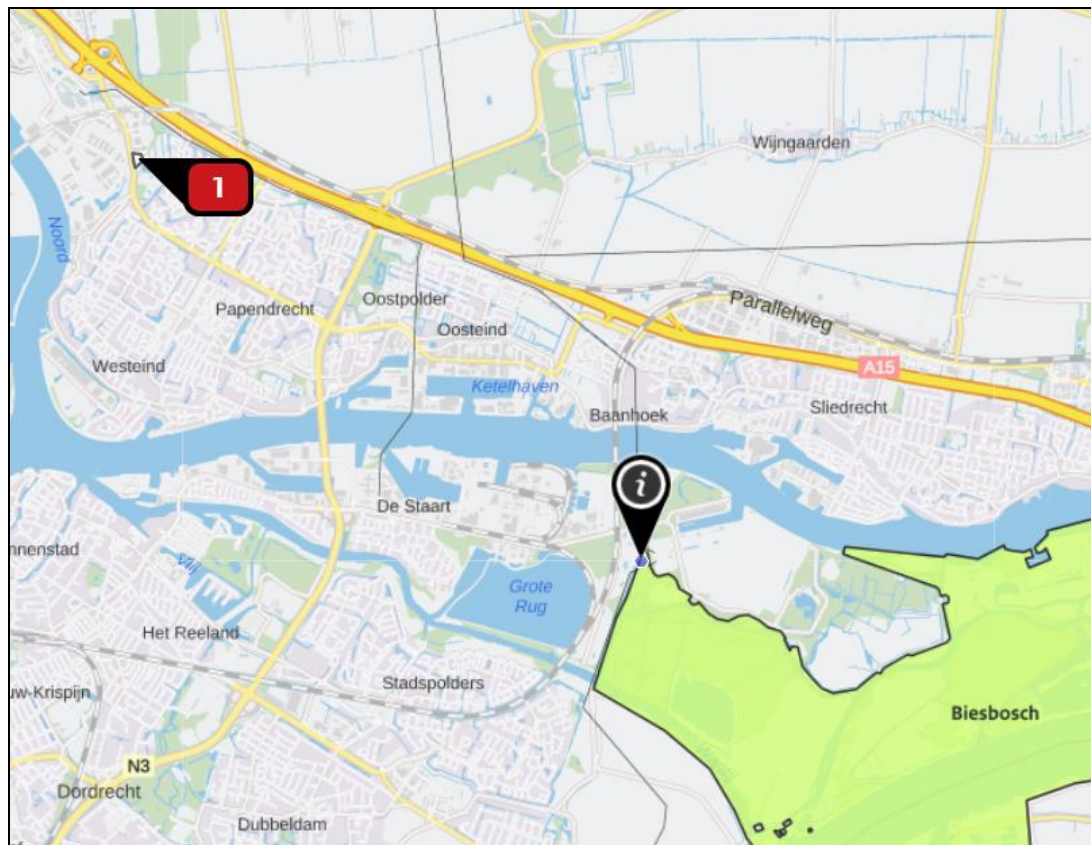 Wijngaarden
1
Noord
Papendrecht
Oostpolder
Oosteind
Parallelweg
Westeind
Ketelhaven
A15
Baanhoek
Sliedrecht
i
De Staart
nnenstad
Vlij
Grote
Rug
Het Reeland
Stadspolders
uw-Krispijn
Biesbosch
N3
Dordrecht
Dubbeldam